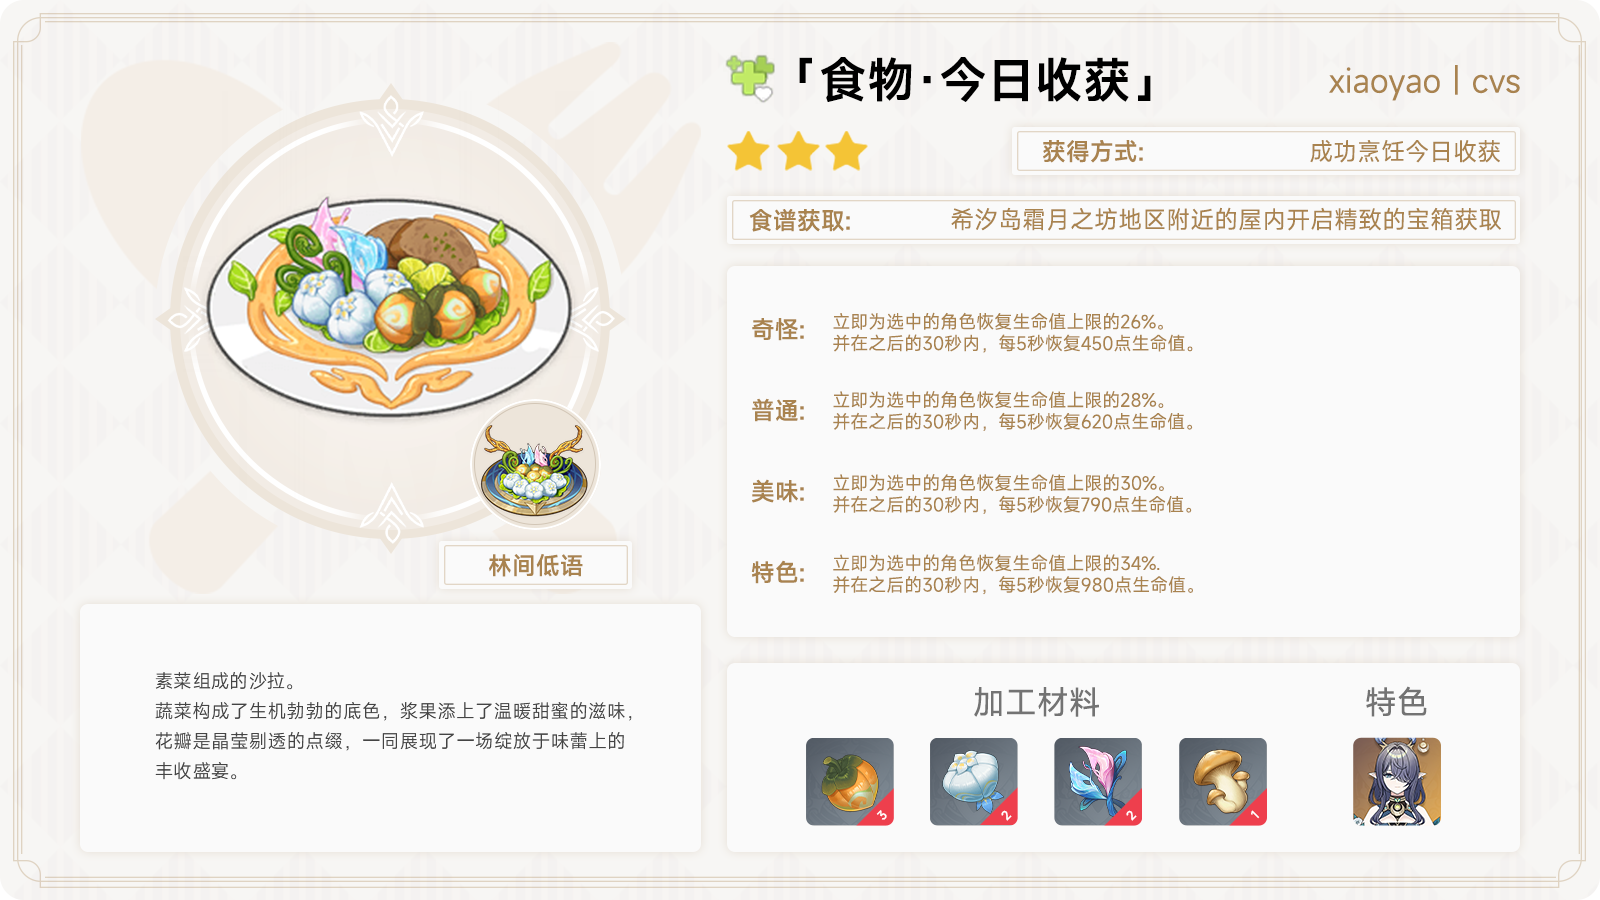 「食物·今日收获」
xiaoyao | cvs
获得方式:
成功烹饪今日收获
食谱获取:
希汐岛霜月之坊地区附近的屋内开启精致的宝箱获取
奇怪:
立即为选中的角色恢复生命值上限的26%。
并在之后的30秒内，每5秒恢复450点生命值。
普通:
立即为选中的角色恢复生命值上限的28%。
并在之后的30秒内，每5秒恢复620点生命值。
美味:
立即为选中的角色恢复生命值上限的30%。
并在之后的30秒内，每5秒恢复790点生命值。
特色:
立即为选中的角色恢复生命值上限的34%.
并在之后的30秒内，每5秒恢复980点生命值。
林间低语
素菜组成的沙拉。
蔬菜构成了生机勃勃的底色，浆果添上了温暖甜蜜的滋味，
花瓣是晶莹剔透的点缀，一同展现了一场绽放于味蕾上的
丰收盛宴。
加工材料
特色
3
2
2
1